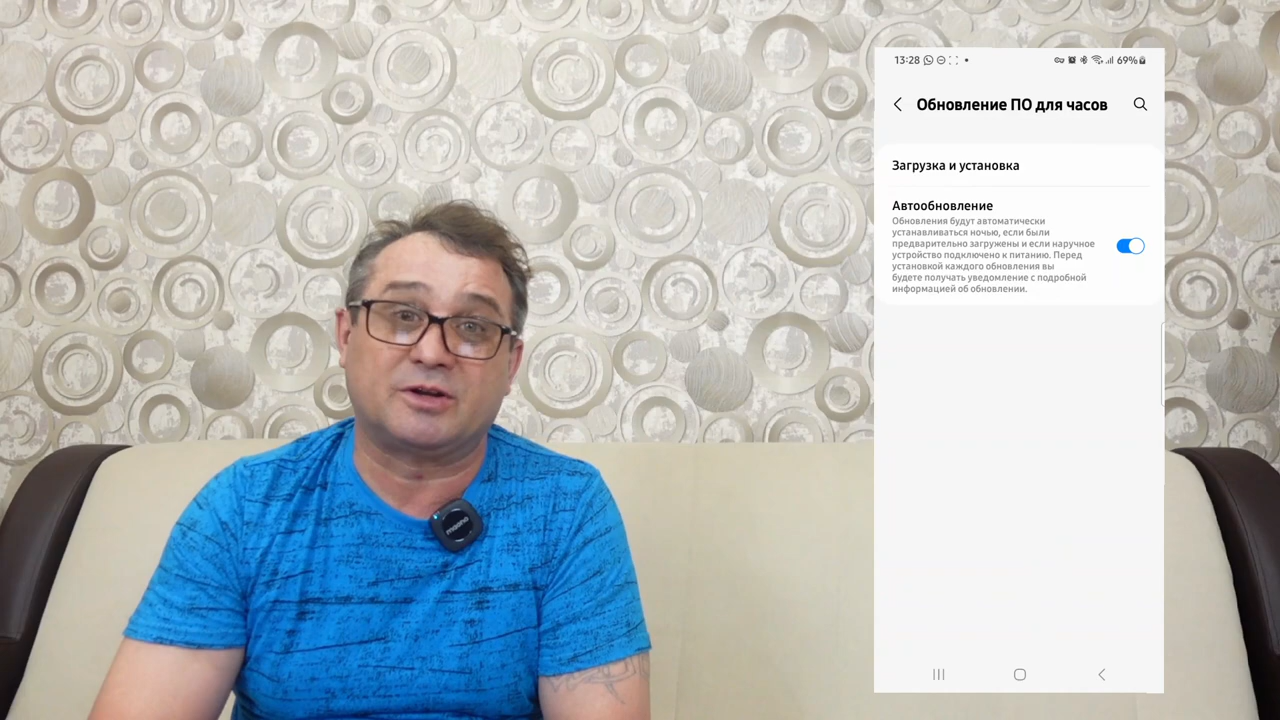 13:28
69%
Обновление ПО для часов
Загрузка и установка
Автообновление
Обновления будут автоматически
устанавливаться ночью, если были
предварительно загружены и если наручное
устройство подключено к питанию. Перед
установкой каждого обновления вы
будете получать уведомление с подробной
информацией об обновлении.
maono